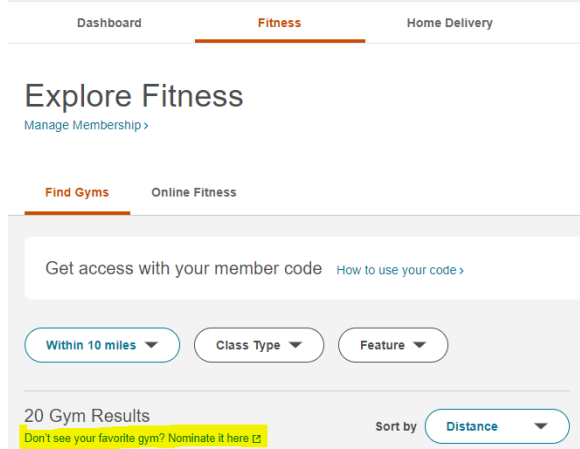 Dashboard Fitness Home Delivery
Explore Fitness
Manage Membership >
Find Gyms Online Fitness
Get access with your member code How to use your code >
Within 10 miles Class Type Feature
20 Gym Results
Don't see your favorite gym? Nominate it here
Sort by Distance